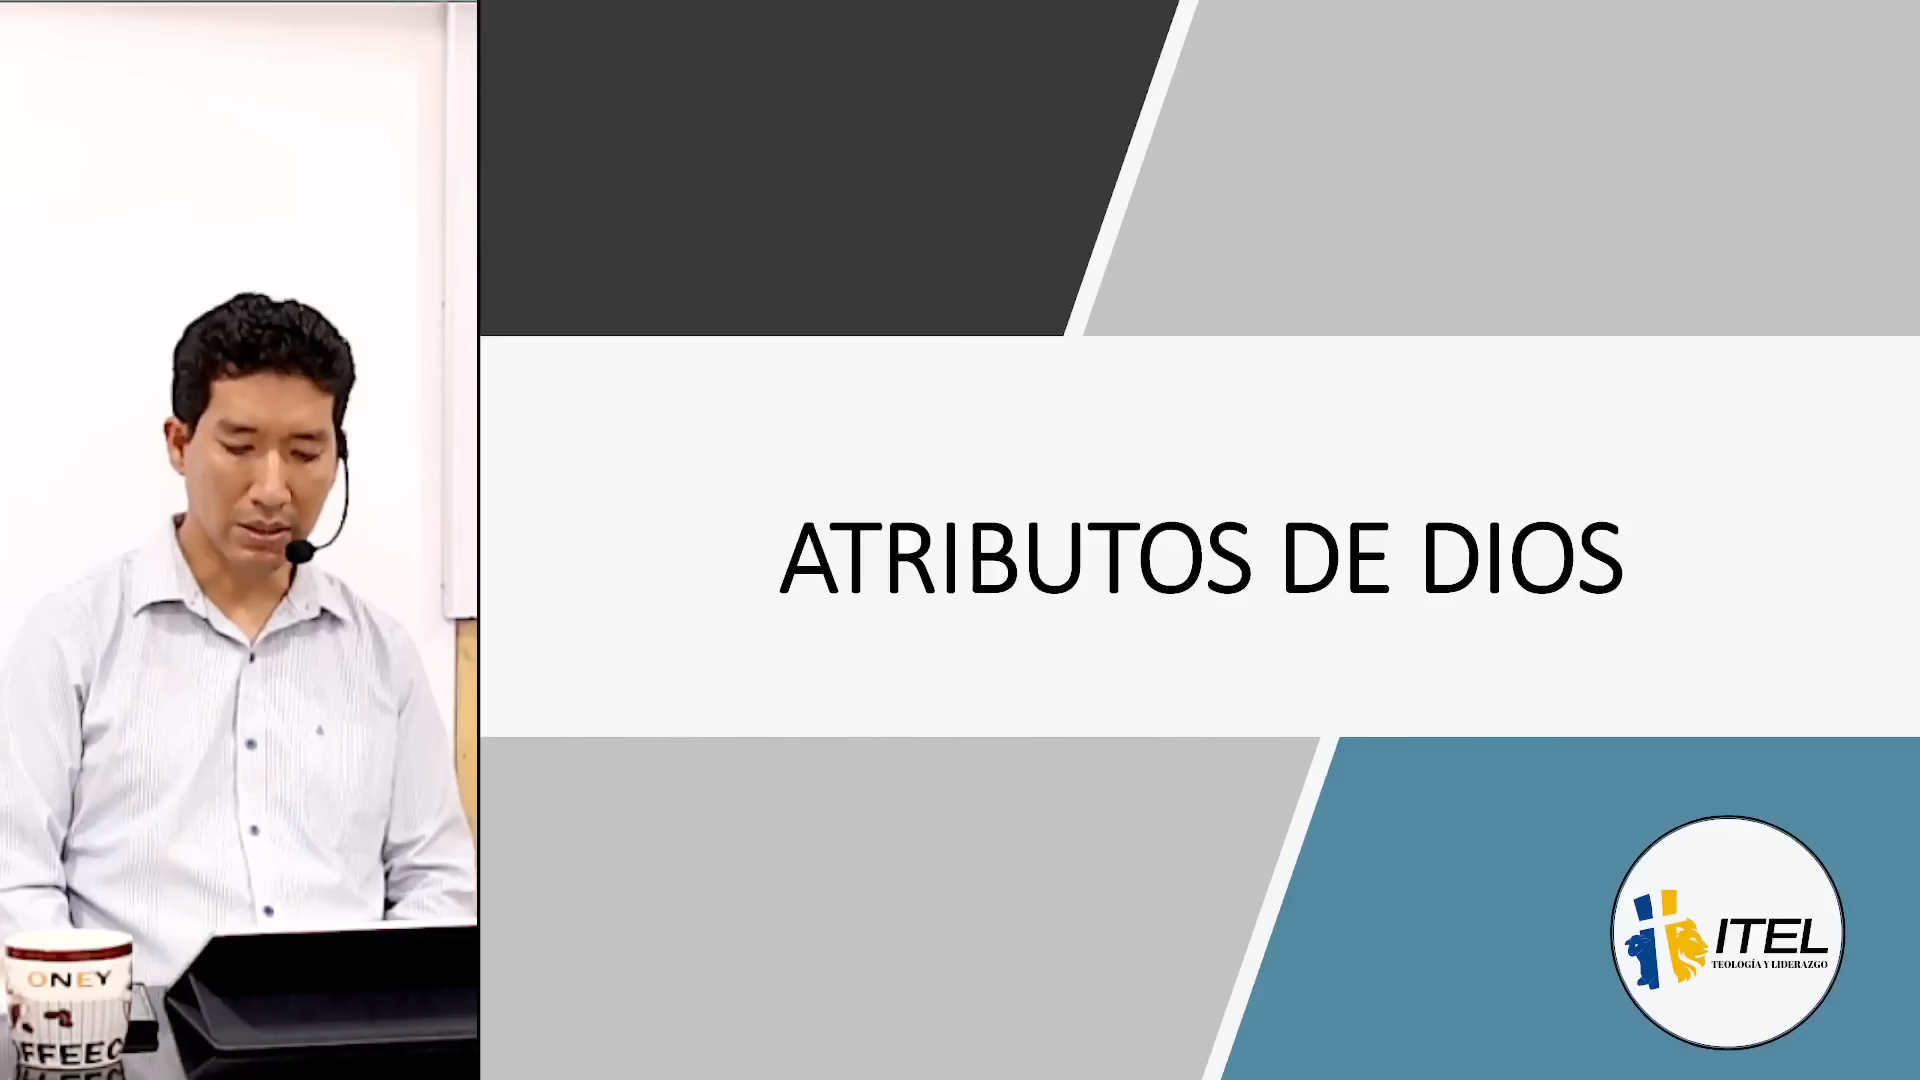 ATRIBUTOS DE DIOS
ITEL
TEOLOGÍA Y LIDERAZGO
ONEY
FFEEC